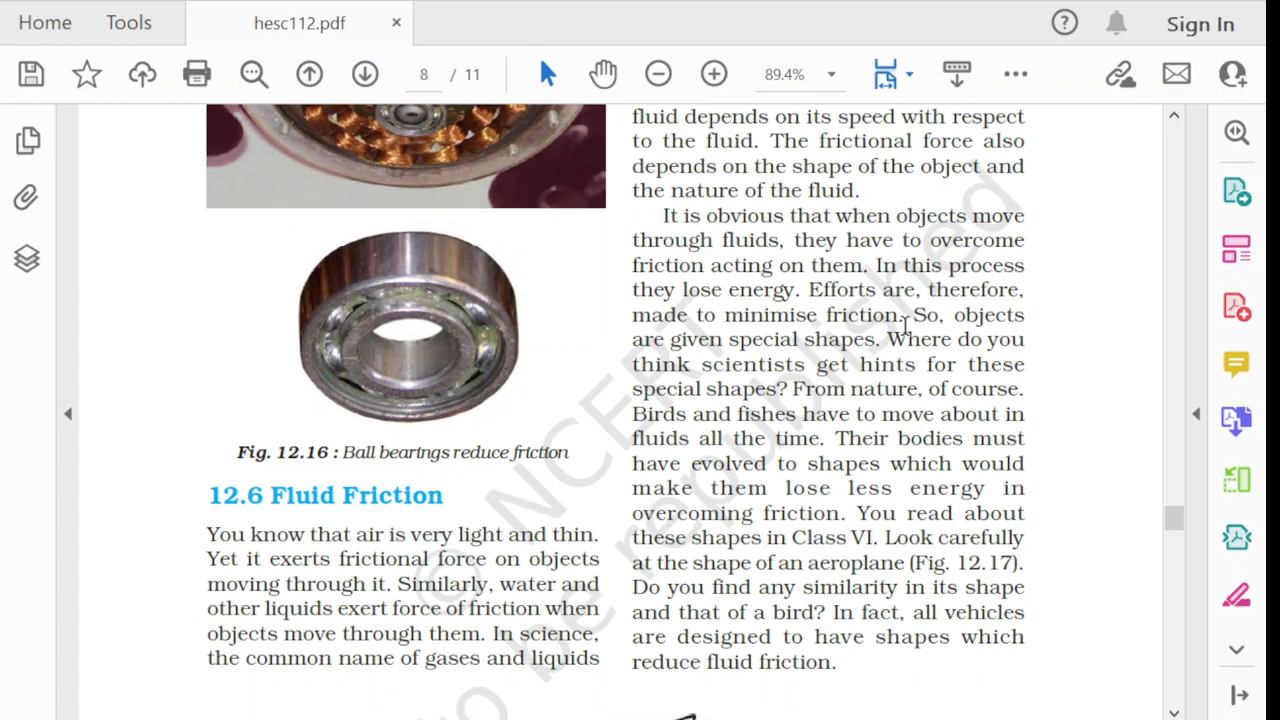 Home
Tools
hesc112.pdf
×
Sign In
8 / 11
89.4%
Fig. 12.16 : Ball bearings reduce friction
12.6 Fluid Friction
You know that air is very light and thin.
Yet it exerts frictional force on objects
moving through it. Similarly, water and
other liquids exert force of friction when
objects move through them. In science,
the common name of gases and liquids
fluid depends on its speed with respect
to the fluid. The frictional force also
depends on the shape of the object and
the nature of the fluid.
It is obvious that when objects move
through fluids, they have to overcome
friction acting on them. In this process
they lose energy. Efforts are, therefore,
made to minimise friction. So, objects
are given special shapes. Where do you
think scientists get hints for these
special shapes? From nature, of course.
Birds and fishes have to move about in
fluids all the time. Their bodies must
have evolved to shapes which would
make them lose less energy in
overcoming friction. You read about
these shapes in Class VI. Look carefully
at the shape of an aeroplane (Fig. 12.17).
Do you find any similarity in its shape
and that of a bird? In fact, all vehicles
are designed to have shapes which
reduce fluid friction.
© NCERT
to be republished